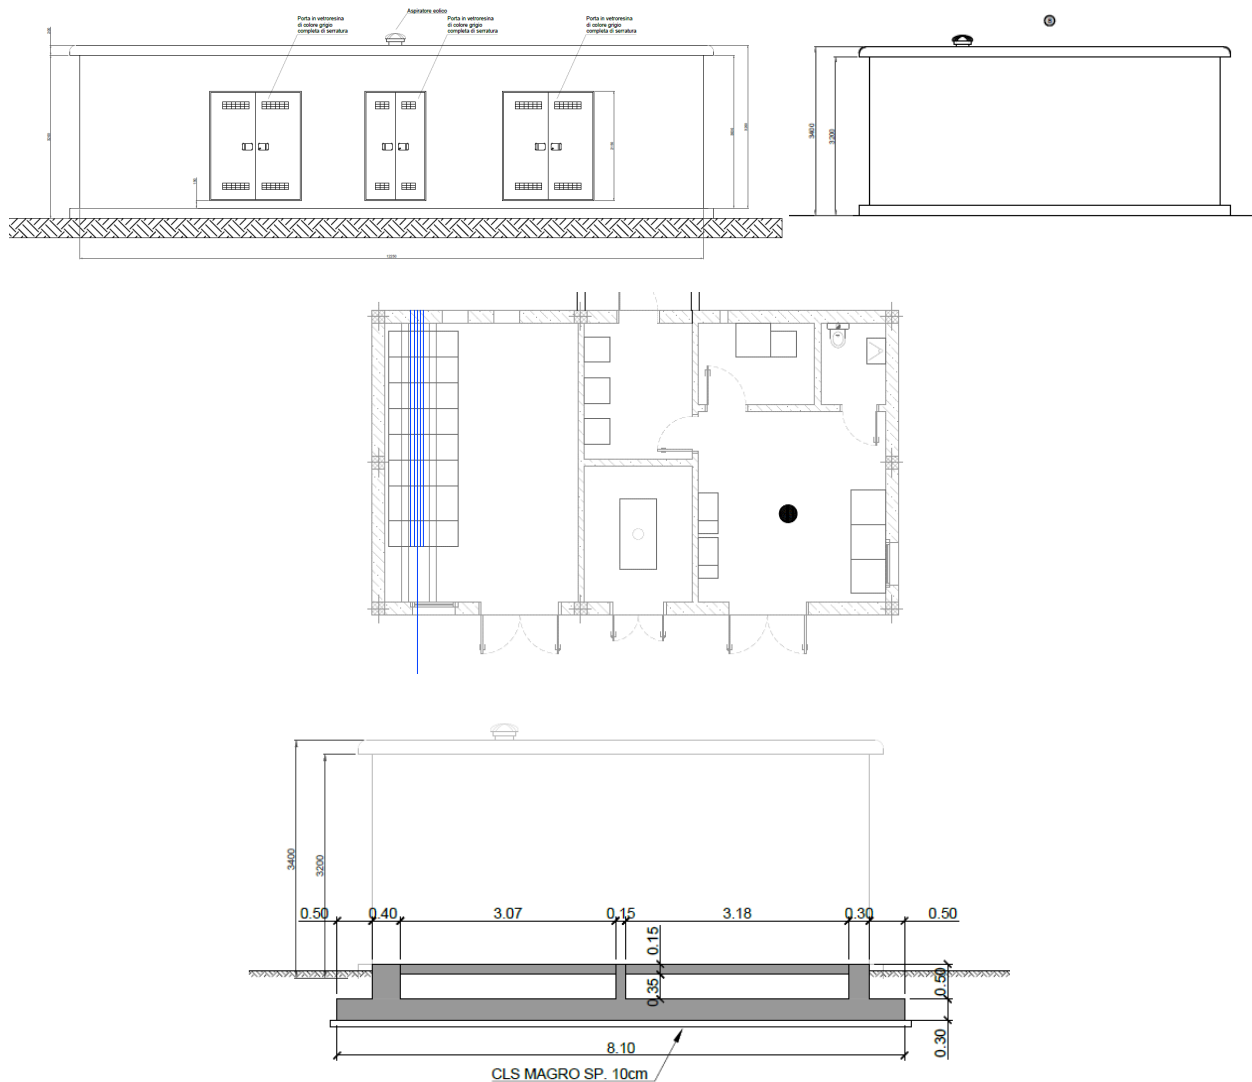 Aspiratore eolico
Porta in vetroresina
di colore grigio
completa di serratura
Porta in vetroresina
di colore grigio
completa di serratura
Porta in vetroresina
di colore grigio
completa di serratura
3400
3200
3400
3200
0.50
0.40
3.07
0.15
3.18
0.30
0.50
0.15
0.35
0.50
0.30
8.10
CLS MAGRO SP. 10cm